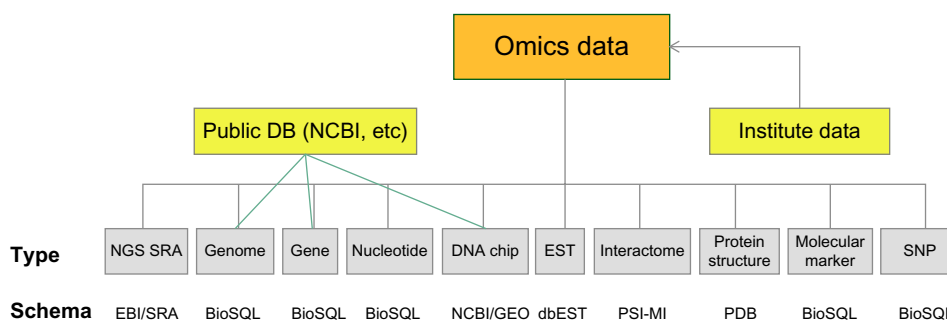 Omics data
Public DB (NCBI, etc)
Institute data
Type
NGS SRA
Genome
Gene
Nucleotide
DNA chip
EST
Interactome
Protein
structure
Molecular
marker
SNP
Schema
EBI/SRA
BioSQL
BioSQL
BioSQL
NCBI/GEO
dbEST
PSI-MI
PDB
BioSQL
BioSQL